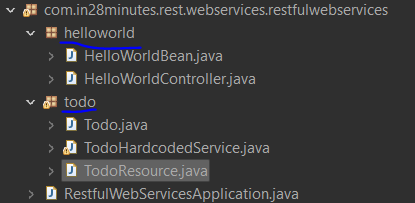 com.in28minutes.rest.webservices.restfulwebservices
helloworld
HelloWorldBean.java
HelloWorldController.java
todo
Todo.java
TodoHardcodedService.java
TodoResource.java
RestfulWebServicesApplication.java